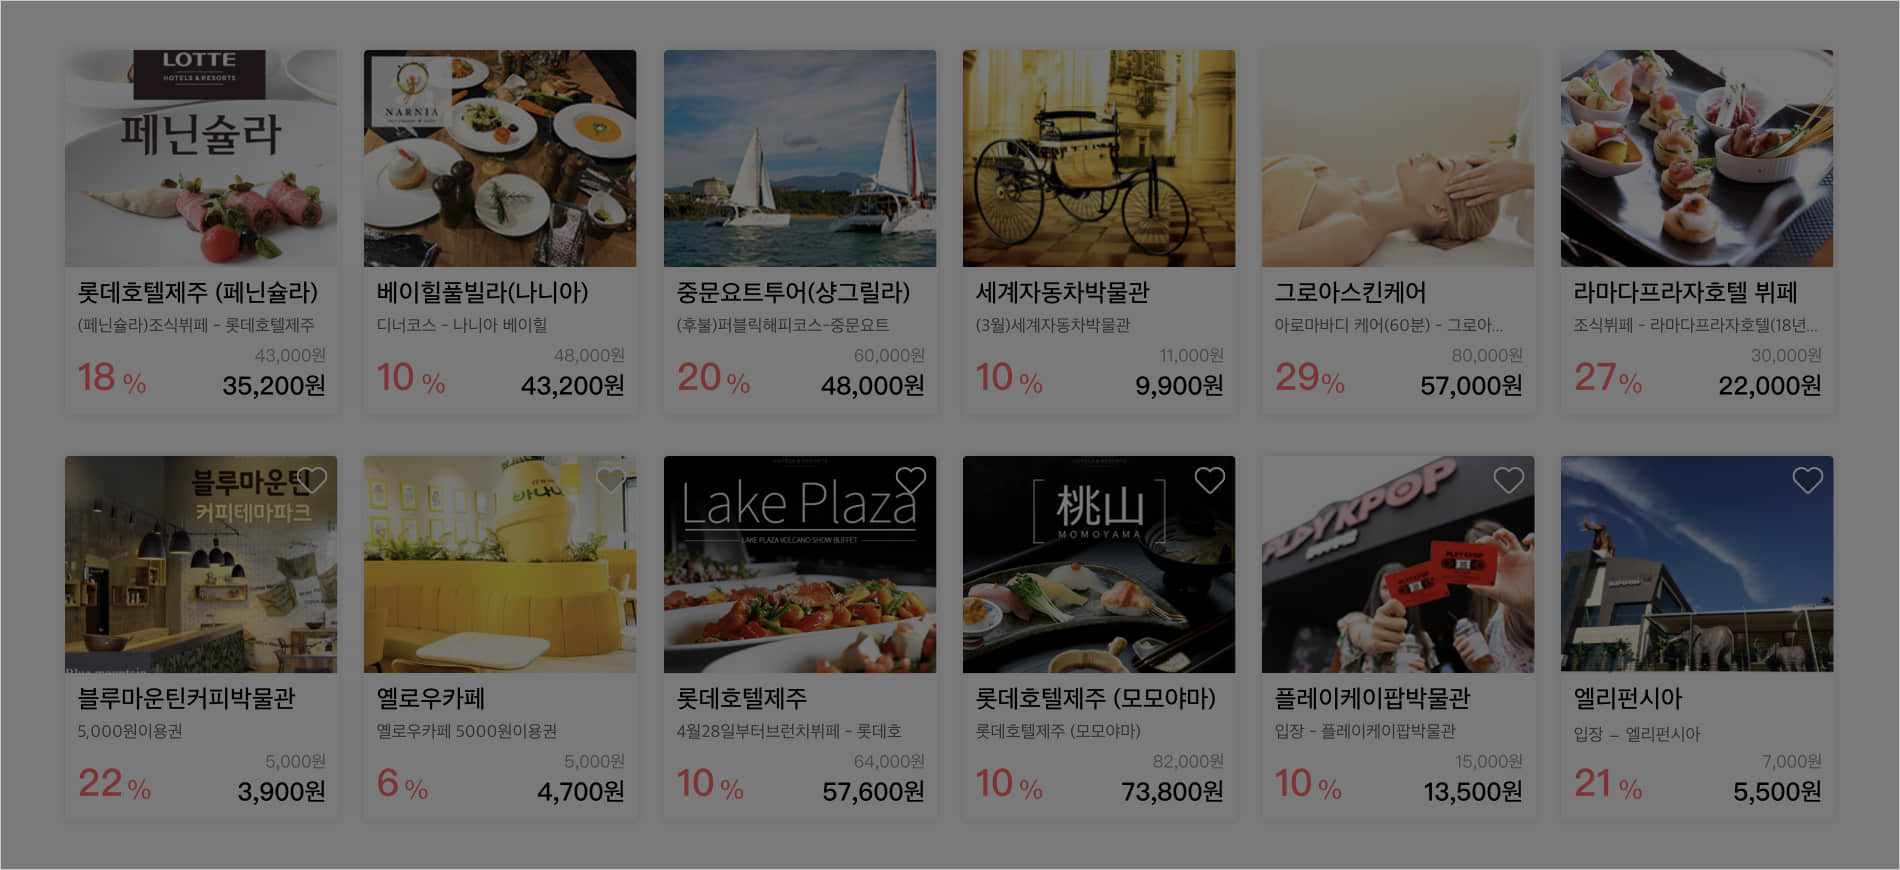 LOTTE
HOTELS & RESORTS
페닌슐라
롯데호텔제주 (페닌슐라)
(페닌슐라)조식뷔페 - 롯데호텔제주
43,000원
18 %
35,200원
NARNIA
베이힐풀빌라(나니아)
디너코스 - 나니아 베이힐
48,000원
10 %
43,200원
중문요트투어(샹그릴라)
(후불)퍼블릭해피코스-중문요트
60,000원
20 %
48,000원
세계자동차박물관
(3월)세계자동차박물관
11,000원
10 %
9,900원
그로아스킨케어
아로마바디 케어(60분) - 그로아...
80,000원
29%
57,000원
라마다프라자호텔 뷔페
조식뷔페 - 라마다프라자호텔(18년...
30,000원
27%
22,000원
블루마운틴
커피테마파크
Blue mountain
블루마운틴커피박물관
5,000원이용권
5,000원
22 %
3,900원
옐로우카페
옐로우카페 5000원이용권
5,000원
6 %
4,700원
HOTELS & RESORTS
Lake Plaza
LAKE PLAZA VOLCANO SHOW BUFFET
롯데호텔제주
4월28일부터브런치뷔페 - 롯데호
64,000원
10 %
57,600원
HOTELS & RESORTS
桃山
MOMOYAMA
롯데호텔제주 (모모야마)
롯데호텔제주 (모모야마)
82,000원
10 %
73,800원
PLAY KPOP
PLAY KPOP
PLAY KPOP
플레이케이팝박물관
입장 - 플레이케이팝박물관
15,000원
10 %
13,500원
엘리펀시아
입장 – 엘리펀시아
7,000원
21 %
5,500원